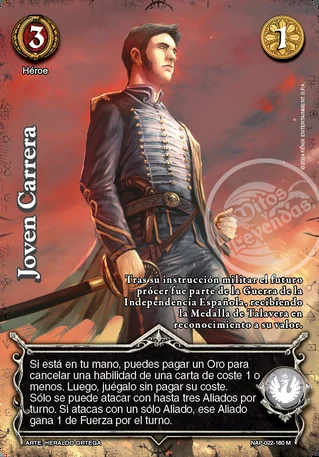 3
1
Héroe
© 2024 FÉNIX ENTERTAINMENT S.P.A.
Joven Carrera
Mitos
Leyendas
Tras su instrucción militar el futuro
prócer fue parte de la Guerra de la
Independencia Española, recibiendo
la Medalla de Talavera en
reconocimiento a su valor.
Si está en tu mano, puedes pagar un Oro para
cancelar una habilidad de una carta de coste 1 o
menos. Luego, juégalo sin pagar su coste.
Sólo se puede atacar con hasta tres Aliados por
turno. Si atacas con un sólo Aliado, ese Aliado
gana 1 de Fuerza por el turno.
ARTE: HERALDO ORTEGA
NAP-022-160 M